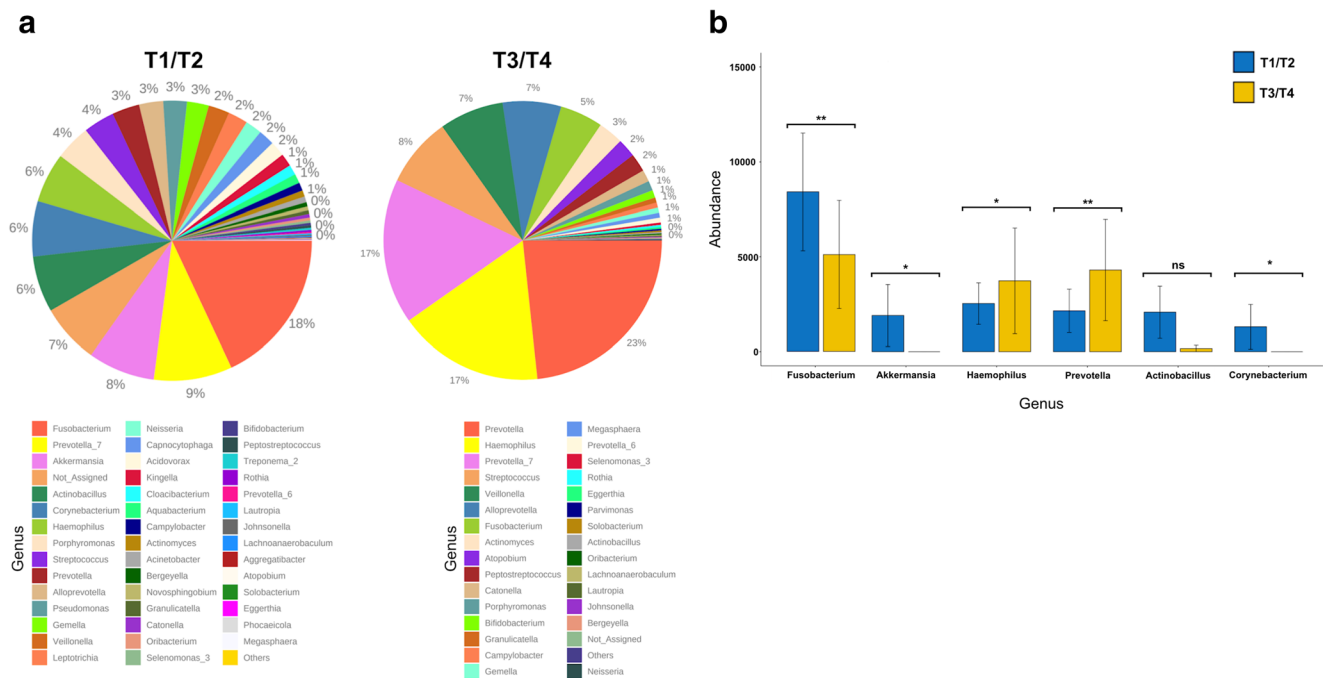 a
T1/T2
18%
9%
8%
7%
6%
6%
6%
4%
4%
3%
3%
3%
3%
2%
2%
2%
2%
2%
1%
1%
1%
1%
0%
0%
0%
0%
Genus
Fusobacterium
Prevotella_7
Akkermansia
Not_Assigned
Actinobacillus
Corynebacterium
Haemophilus
Porphyromonas
Streptococcus
Prevotella
Alloprevotella
Pseudomonas
Gemella
Veillonella
Leptotrichia
Neisseria
Capnocytophaga
Acidovorax
Kingella
Cloacibacterium
Aquabacterium
Campylobacter
Actinomyces
Acinetobacter
Bergeyella
Novosphingobium
Granulicatella
Catonella
Oribacterium
Selenomonas_3
Bifidobacterium
Peptostreptococcus
Treponema_2
Rothia
Prevotella_6
Lautropia
Johnsonella
Lachnoanaerobaculum
Aggregatibacter
Atopobium
Solobacterium
Eggerthia
Phocaeicola
Megasphaera
Others
T3/T4
23%
17%
17%
8%
7%
7%
5%
3%
2%
2%
1%
1%
1%
1%
1%
1%
0%
0%
Genus
Prevotella
Haemophilus
Prevotella_7
Streptococcus
Veillonella
Alloprevotella
Fusobacterium
Actinomyces
Atopobium
Peptostreptococcus
Catonella
Porphyromonas
Bifidobacterium
Granulicatella
Campylobacter
Gemella
Megasphaera
Prevotella_6
Selenomonas_3
Rothia
Eggerthia
Parvimonas
Solobacterium
Actinobacillus
Oribacterium
Lachnoanaerobaculum
Lautropia
Johnsonella
Bergeyella
Not_Assigned
Others
Neisseria
b
15000
10000
5000
0
Abundance
T1/T2
T3/T4
**
*
*
**
ns
*
Fusobacterium
Akkermansia
Haemophilus
Prevotella
Actinobacillus
Corynebacterium
Genus